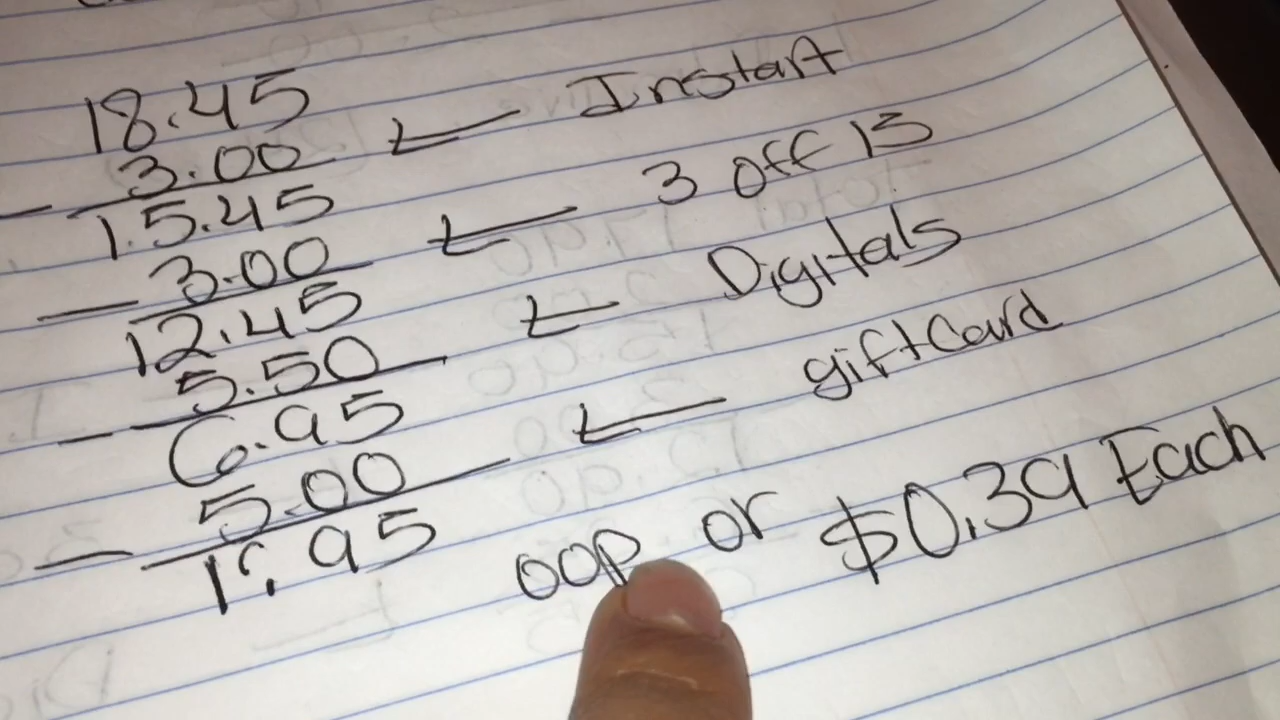 18.45
- 3.00 Instart
15.45
- 3.00 3 off 15
12.45
- 5.50 Digitals
6.95
- 5.00 giftCard
1.95 oop or $0.39 Each